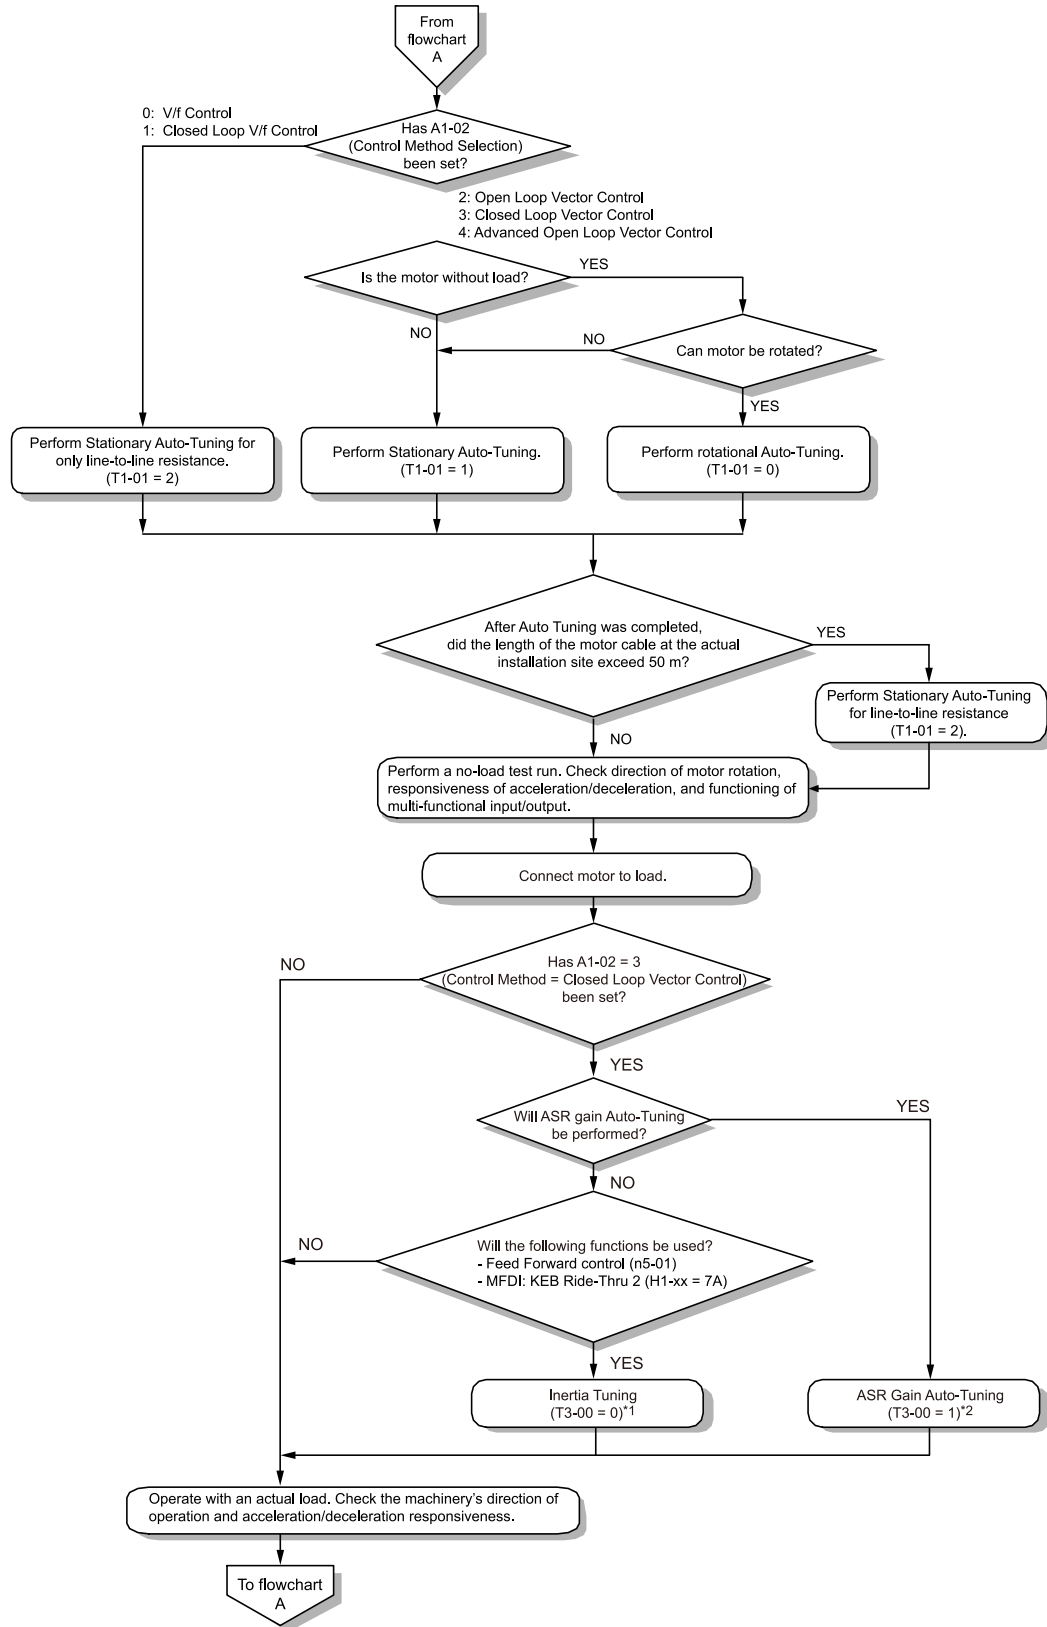 From
flowchart
A
0: V/f Control
1: Closed Loop V/f Control
Has A1-02
(Control Method Selection)
been set?
2: Open Loop Vector Control
3: Closed Loop Vector Control
4: Advanced Open Loop Vector Control
Is the motor without load?
YES
NO
NO
Can motor be rotated?
YES
Perform Stationary Auto-Tuning for
only line-to-line resistance.
(T1-01 = 2)
Perform Stationary Auto-Tuning.
(T1-01 = 1)
Perform rotational Auto-Tuning.
(T1-01 = 0)
After Auto Tuning was completed,
did the length of the motor cable at the actual
installation site exceed 50 m?
YES
Perform Stationary Auto-Tuning
for line-to-line resistance
(T1-01 = 2).
NO
Perform a no-load test run. Check direction of motor rotation,
responsiveness of acceleration/deceleration, and functioning of
multi-functional input/output.
Connect motor to load.
NO
Has A1-02 = 3
(Control Method = Closed Loop Vector Control)
been set?
YES
Will ASR gain Auto-Tuning
be performed?
YES
NO
NO
Will the following functions be used?
- Feed Forward control (n5-01)
- MFDI: KEB Ride-Thru 2 (H1-xx = 7A)
YES
Inertia Tuning
(T3-00 = 0)*1
ASR Gain Auto-Tuning
(T3-00 = 1)*2
Operate with an actual load. Check the machinery's direction of
operation and acceleration/deceleration responsiveness.
To flowchart
A